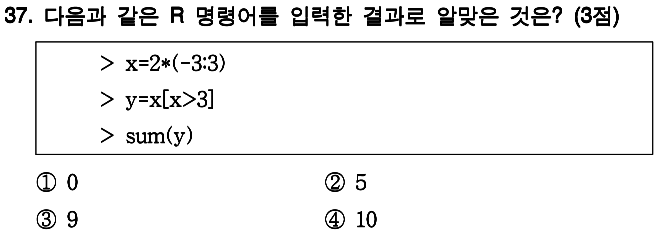 37. 다음과 같은 R 명령어를 입력한 결과로 알맞은 것은? (3점)
> x=2*(-3:3)
> y=x[x>3]
> sum(y)
① 0 ② 5
③ 9 ④ 10